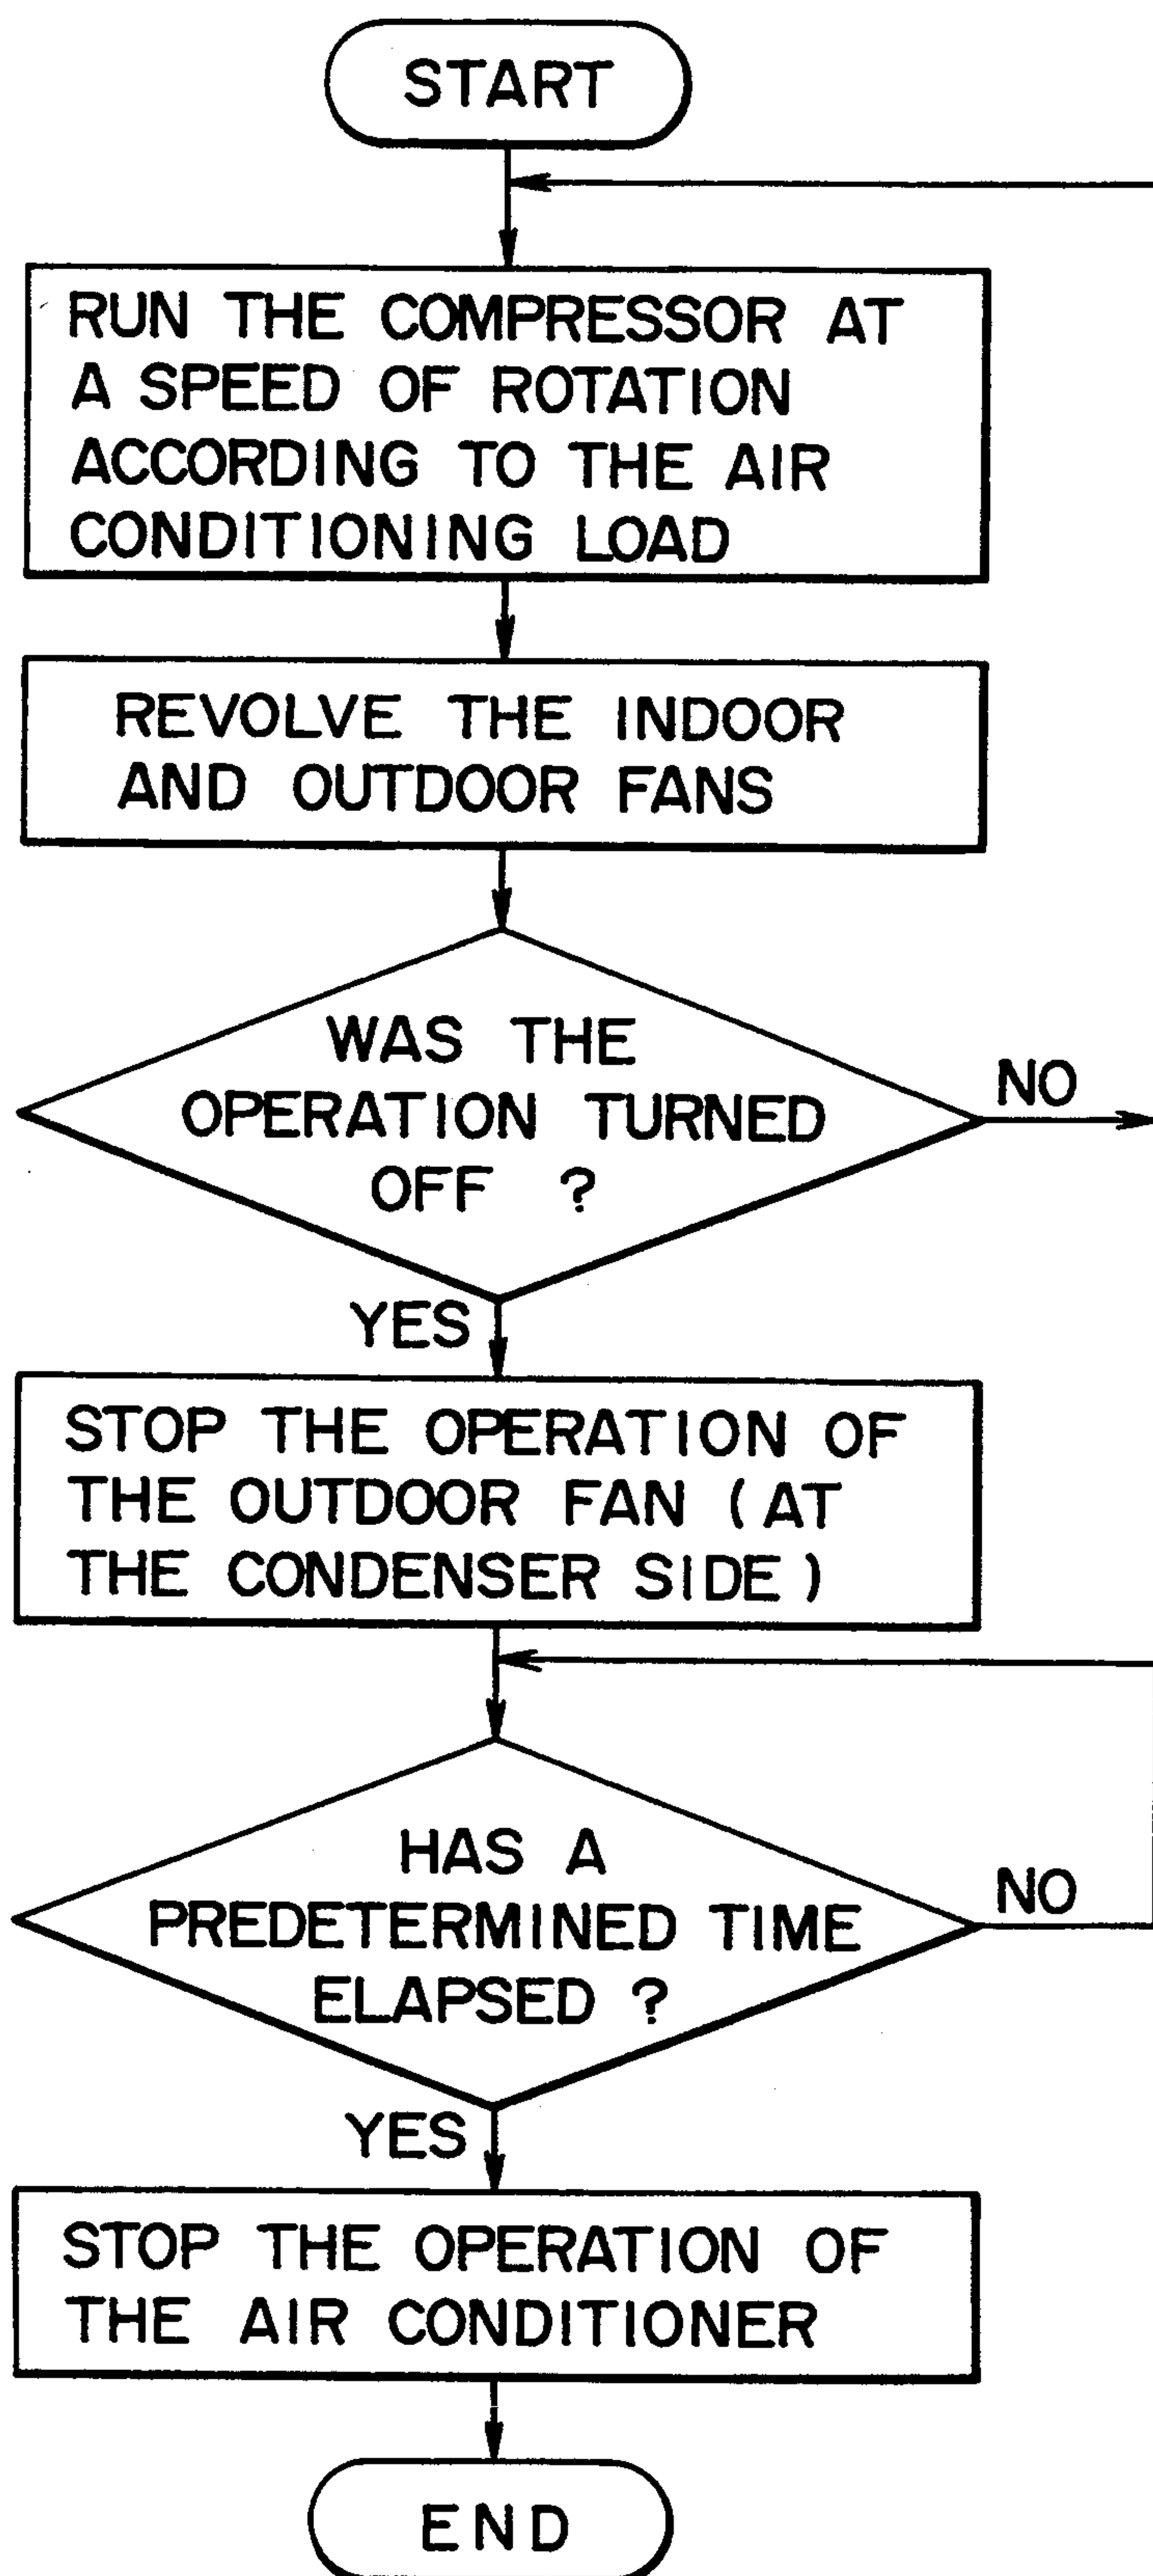 START
RUN THE COMPRESSOR AT
A SPEED OF ROTATION
ACCORDING TO THE AIR
CONDITIONING LOAD
REVOLVE THE INDOOR
AND OUTDOOR FANS
WAS THE
OPERATION TURNED
OFF ?
NO
YES
STOP THE OPERATION OF
THE OUTDOOR FAN (AT
THE CONDENSER SIDE)
HAS A
PREDETERMINED TIME
ELAPSED ?
NO
YES
STOP THE OPERATION OF
THE AIR CONDITIONER
END